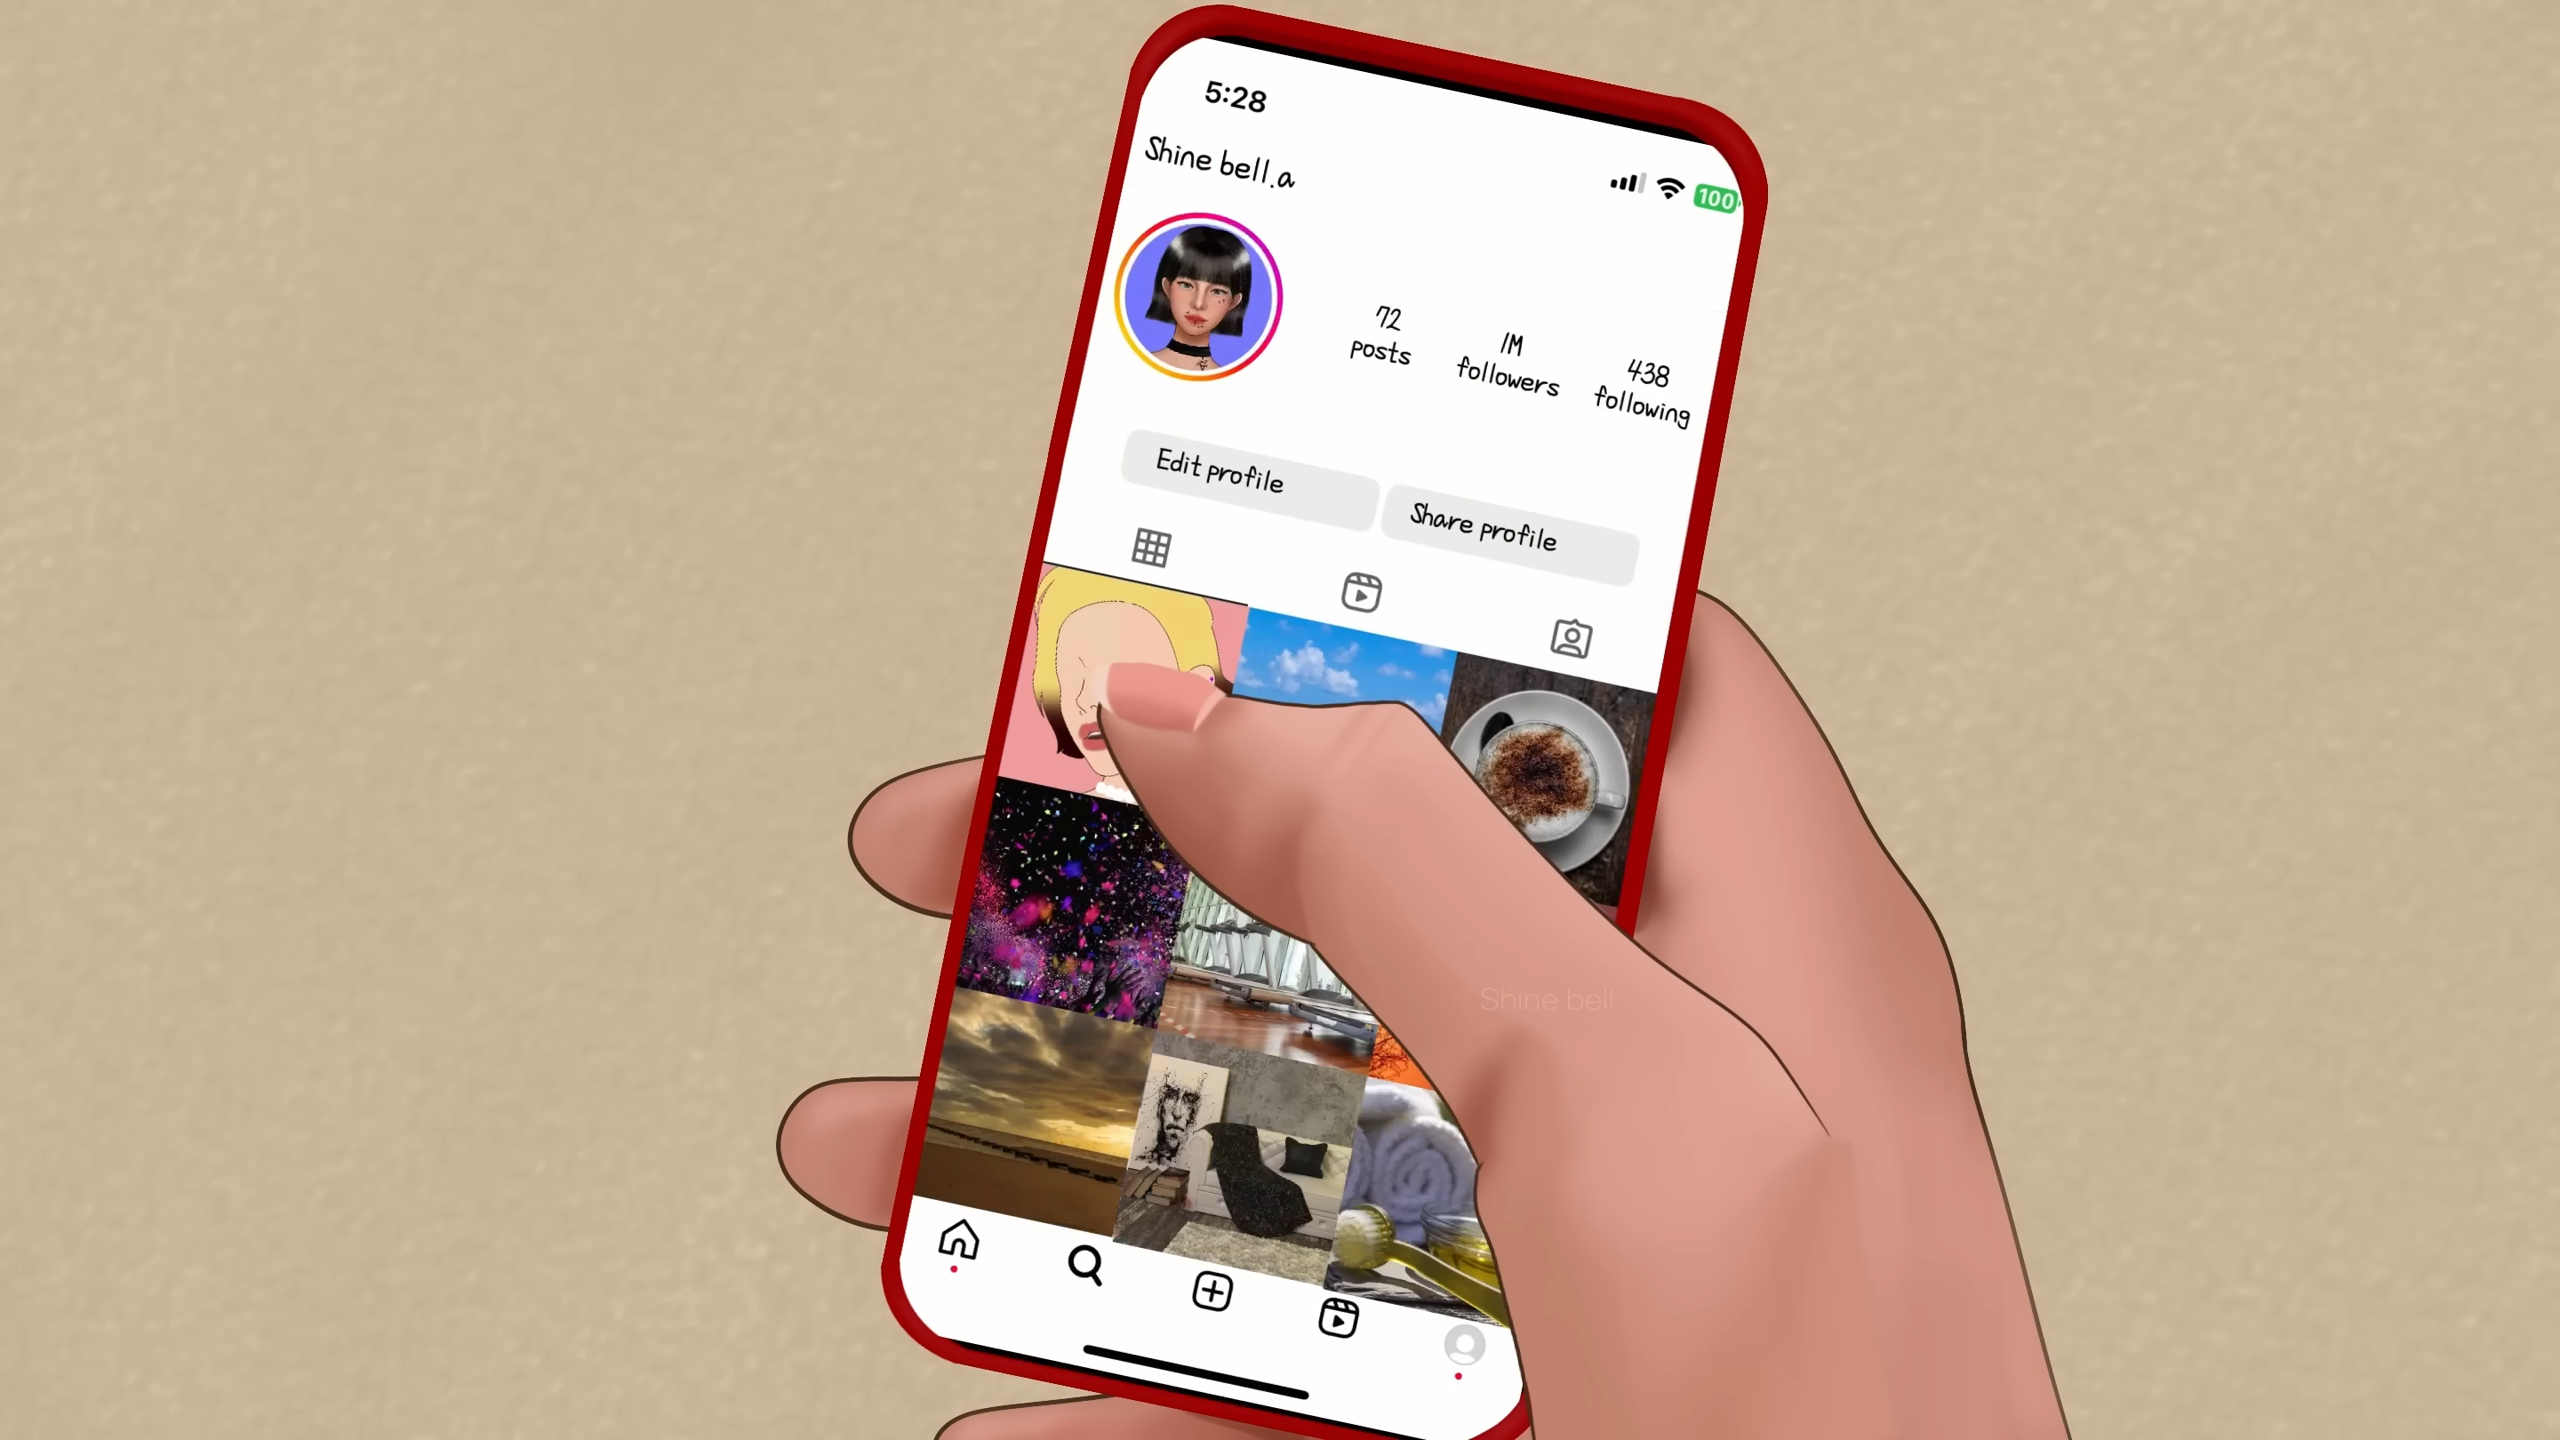 5:28
100
Shine bell.a
72
posts
1M
followers
438
following
Edit profile
Share profile
Shine bell